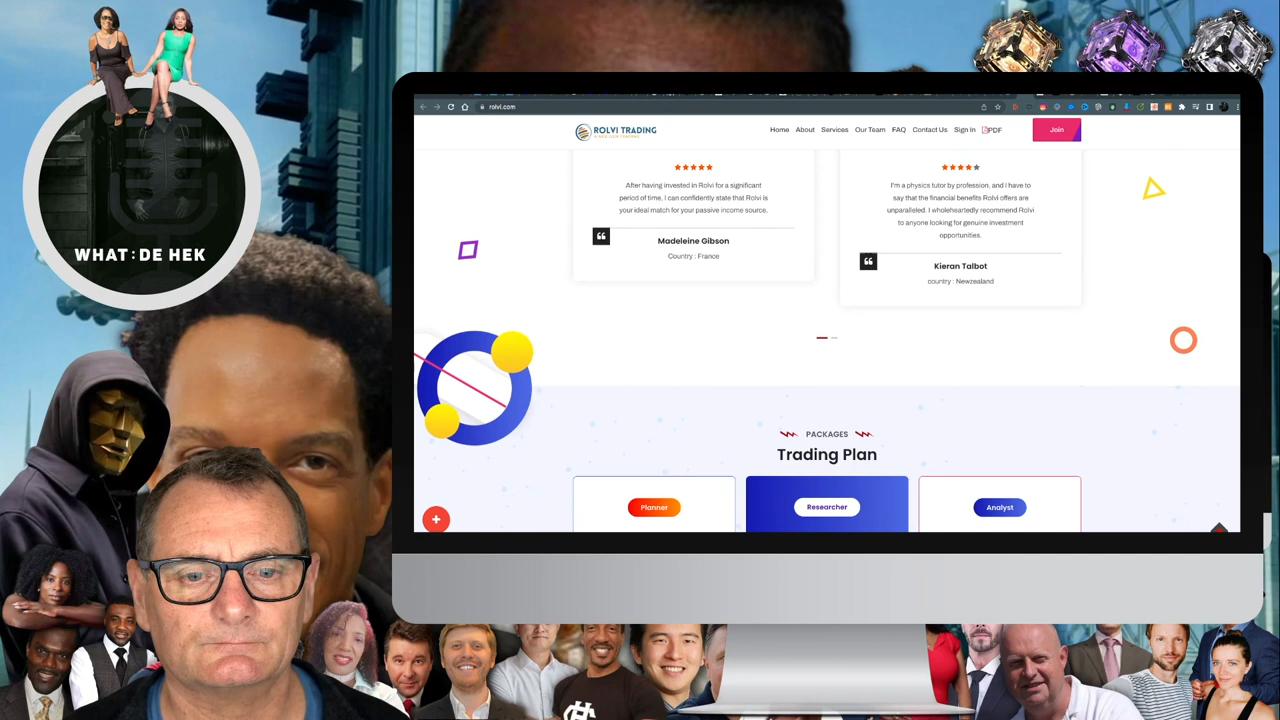 WHAT:DE HEK
rolvi.com
ROLVI TRADING
Home About Services Our Team FAQ Contact Us Sign In PDF Join
After having invested in Rolvi for a significant
period of time, I can confidently state that Rolvi is
your ideal match for your passive income source.
Madeleine Gibson
Country : France
I'm a physics tutor by profession, and I have to
say that the financial benefits Rolvi offers are
unparalleled. I wholeheartedly recommend Rolvi
to anyone looking for genuine investment
opportunities.
Kieran Talbot
country : Newzealand
PACKAGES
Trading Plan
Planner
Researcher
Analyst